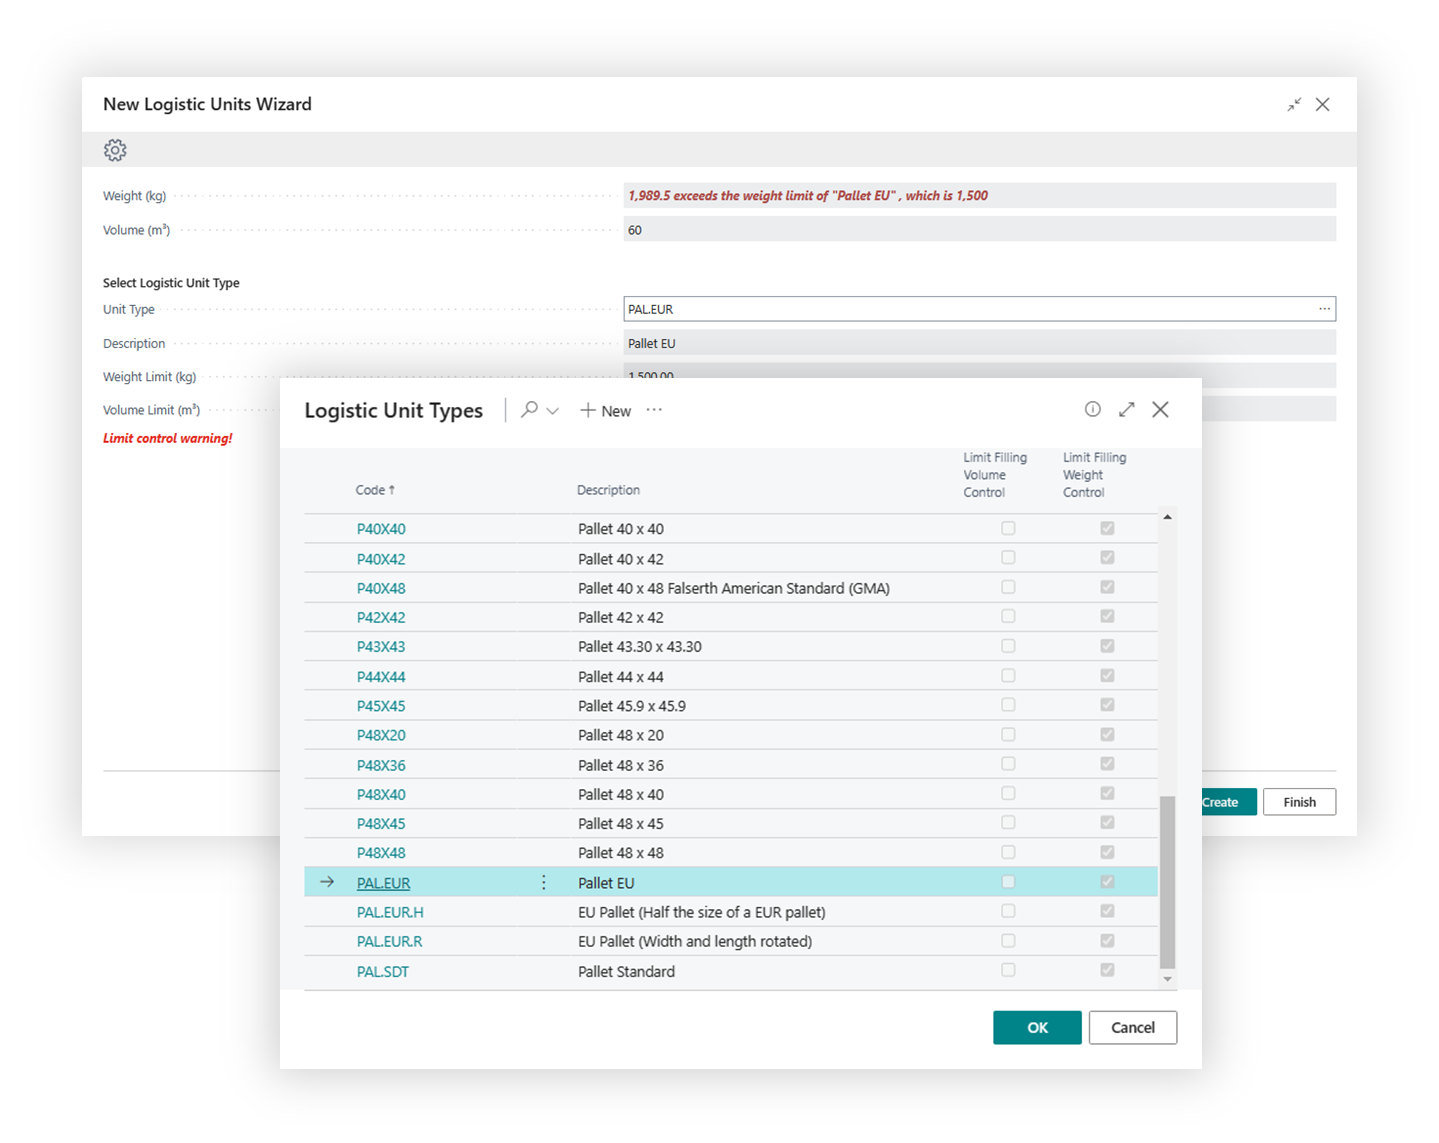 New Logistic Units Wizard
Weight (kg) 1,989.5 exceeds the weight limit of "Pallet EU" , which is 1,500
Volume (m³) 60
Select Logistic Unit Type
Unit Type PAL.EUR ...
Description Pallet EU
Weight Limit (kg) 1,500.00
Volume Limit (m³)
Limit control warning!
Create Finish
Logistic Unit Types + New ...
Code ↑ Description Limit Filling Volume Control Limit Filling Weight Control
P40X40 Pallet 40 x 40
P40X42 Pallet 40 x 42
P40X48 Pallet 40 x 48 Falserth American Standard (GMA)
P42X42 Pallet 42 x 42
P43X43 Pallet 43.30 x 43.30
P44X44 Pallet 44 x 44
P45X45 Pallet 45.9 x 45.9
P48X20 Pallet 48 x 20
P48X36 Pallet 48 x 36
P48X40 Pallet 48 x 40
P48X45 Pallet 48 x 45
P48X48 Pallet 48 x 48
PAL.EUR Pallet EU
PAL.EUR.H EU Pallet (Half the size of a EUR pallet)
PAL.EUR.R EU Pallet (Width and length rotated)
PAL.SDT Pallet Standard
OK Cancel